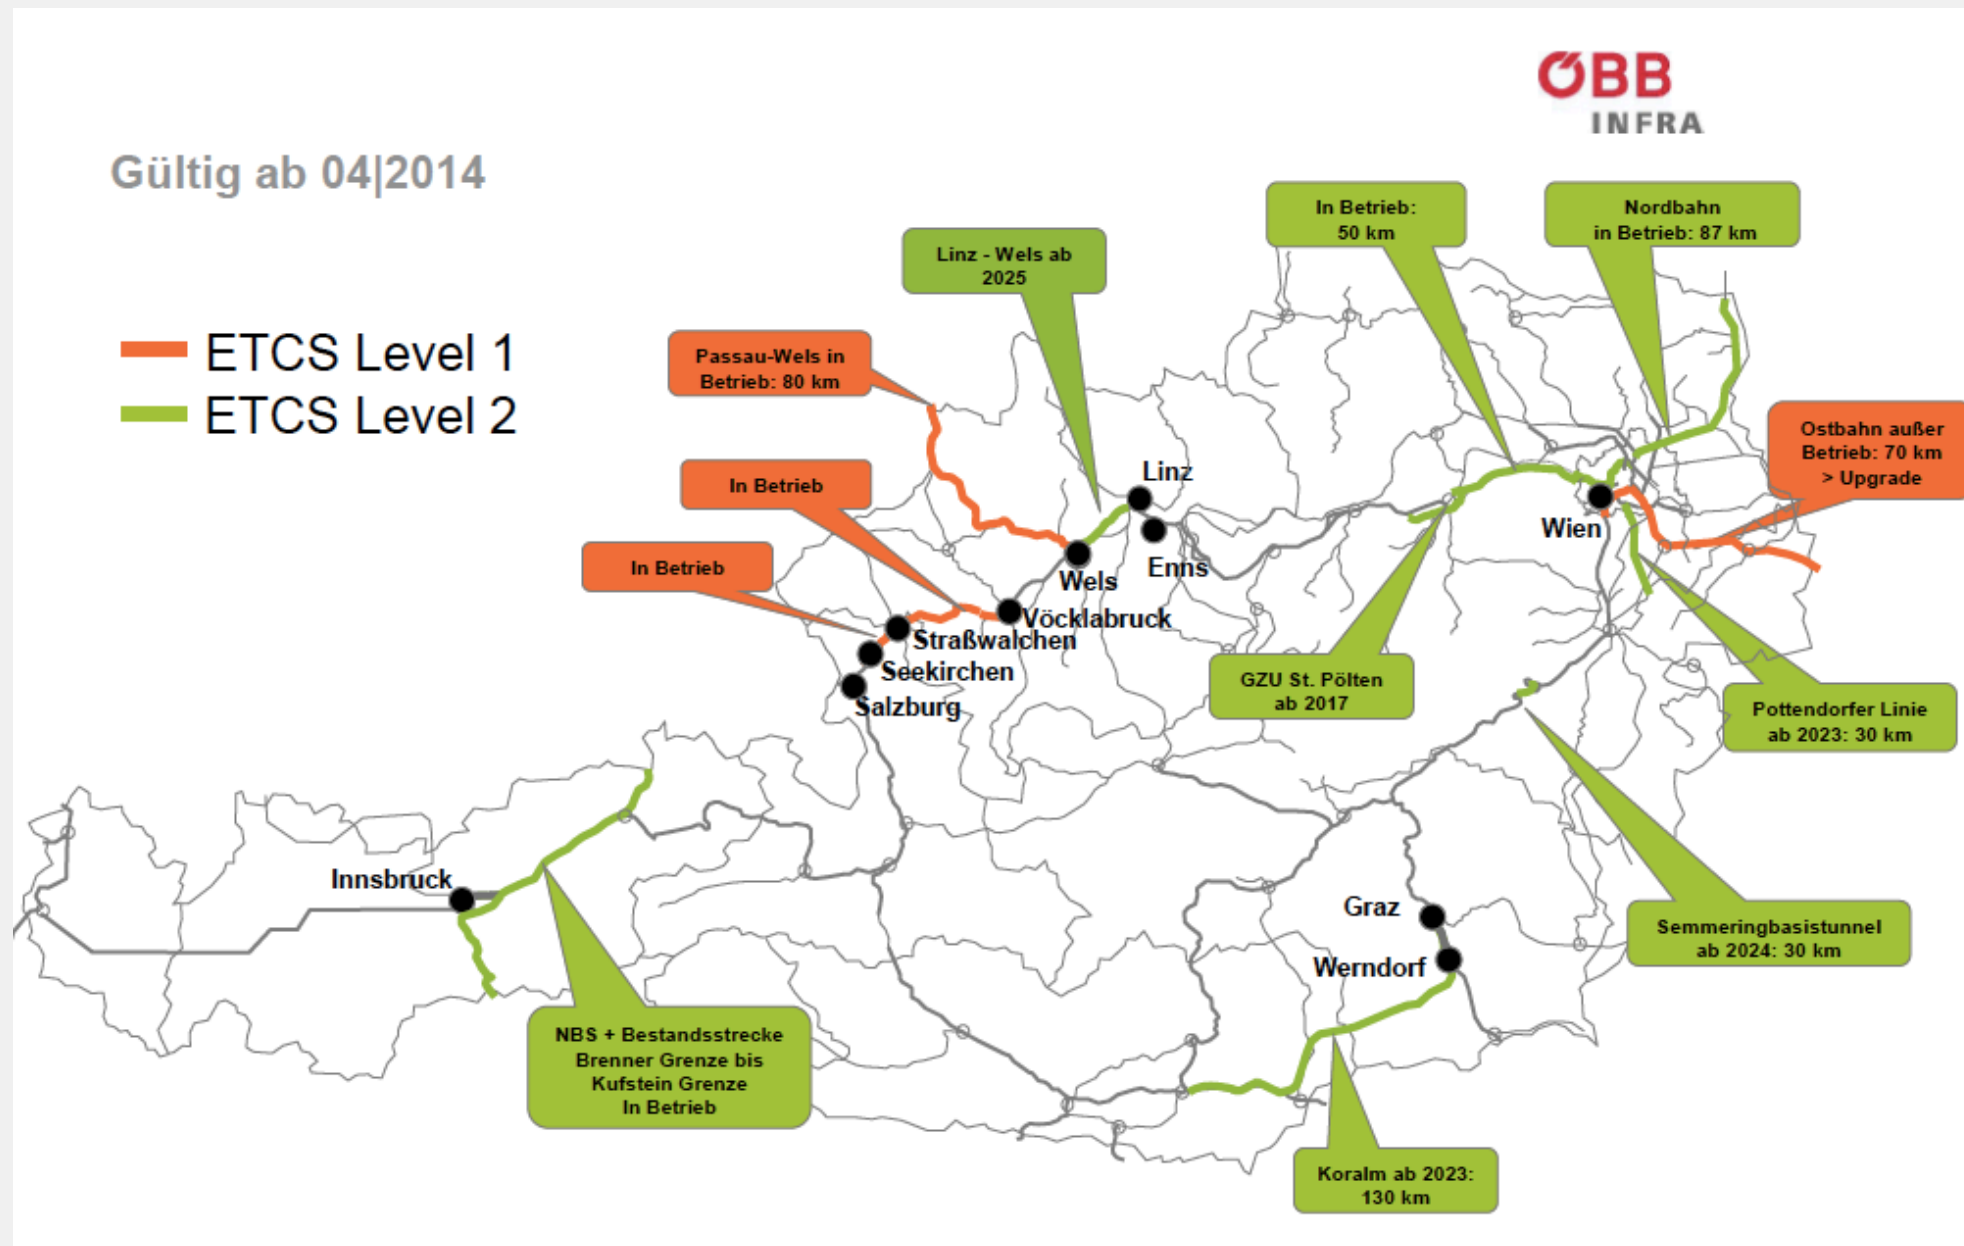 ÖBB
INFRA
Gültig ab 04|2014
ETCS Level 1
ETCS Level 2
In Betrieb:
50 km
Nordbahn
in Betrieb: 87 km
Linz - Wels ab
2025
Passau-Wels in
Betrieb: 80 km
Ostbahn außer
Betrieb: 70 km
> Upgrade
In Betrieb
In Betrieb
Linz
Wien
Enns
Wels
Vöcklabruck
Straßwalchen
Seekirchen
Salzburg
GZU St. Pölten
ab 2017
Pottendorfer Linie
ab 2023: 30 km
Innsbruck
Graz
Werndorf
Semmeringbasistunnel
ab 2024: 30 km
NBS + Bestandsstrecke
Brenner Grenze bis
Kufstein Grenze
In Betrieb
Koralm ab 2023:
130 km